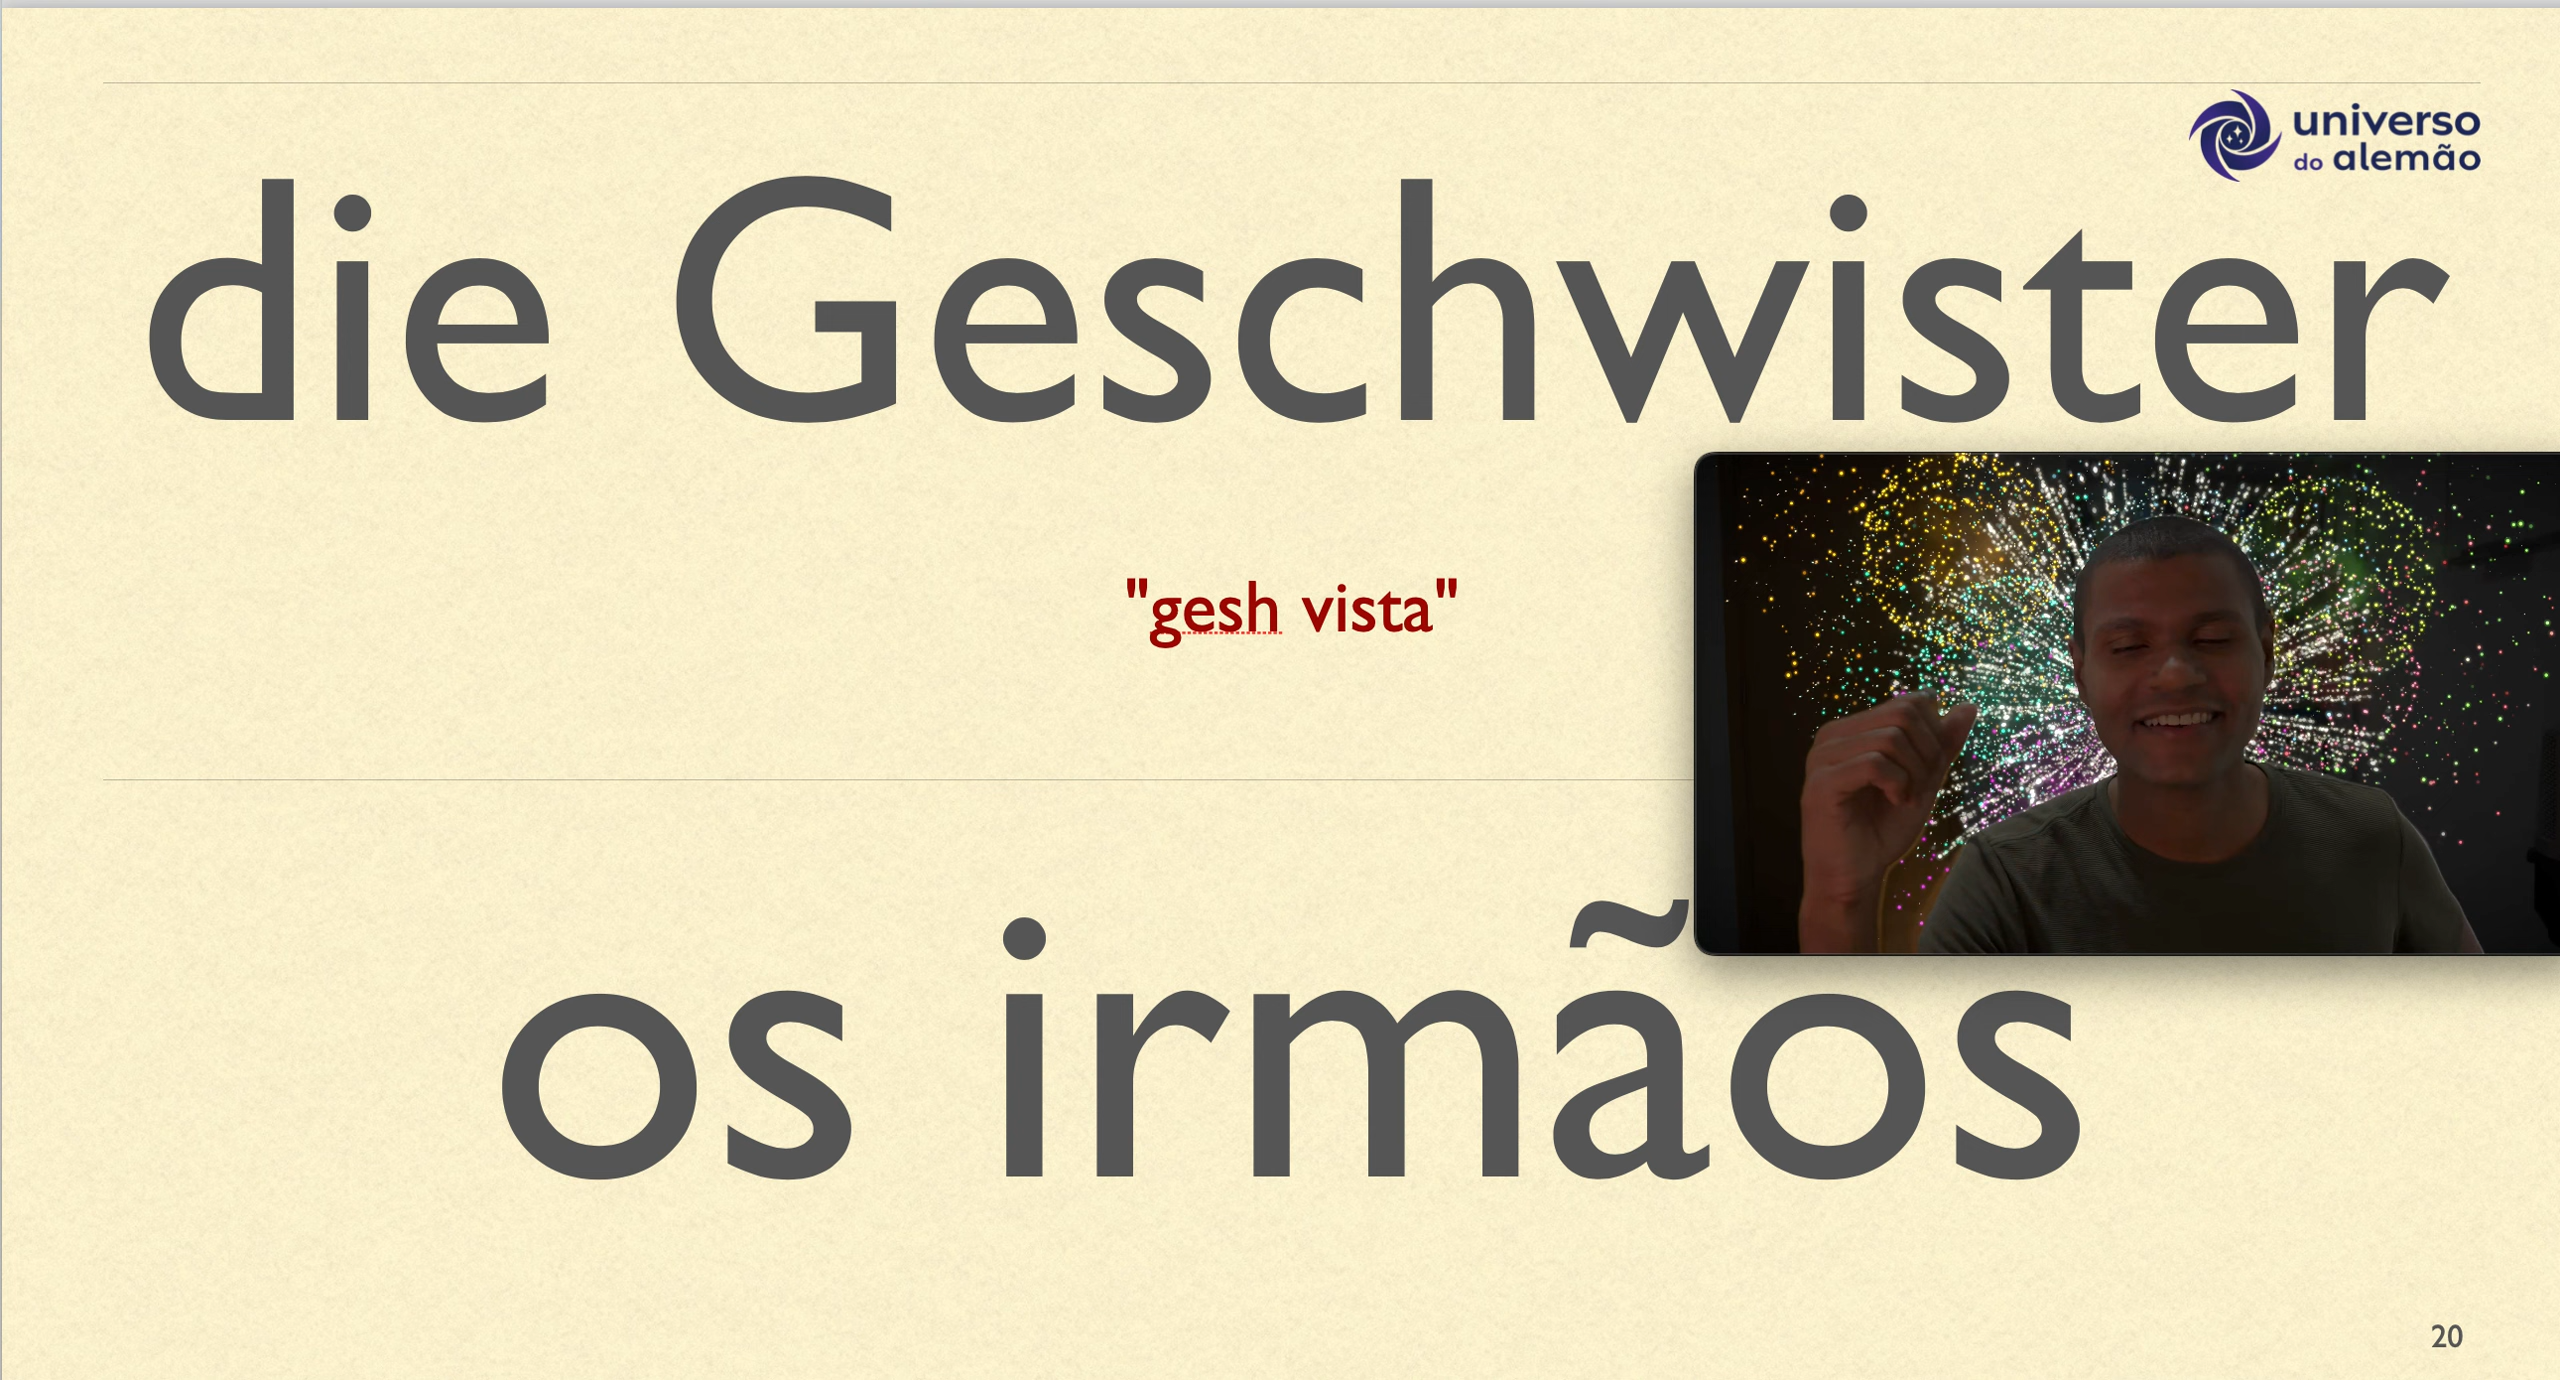 universo
do alemão
die Geschwister
"gesh vista"
os irmãos
20